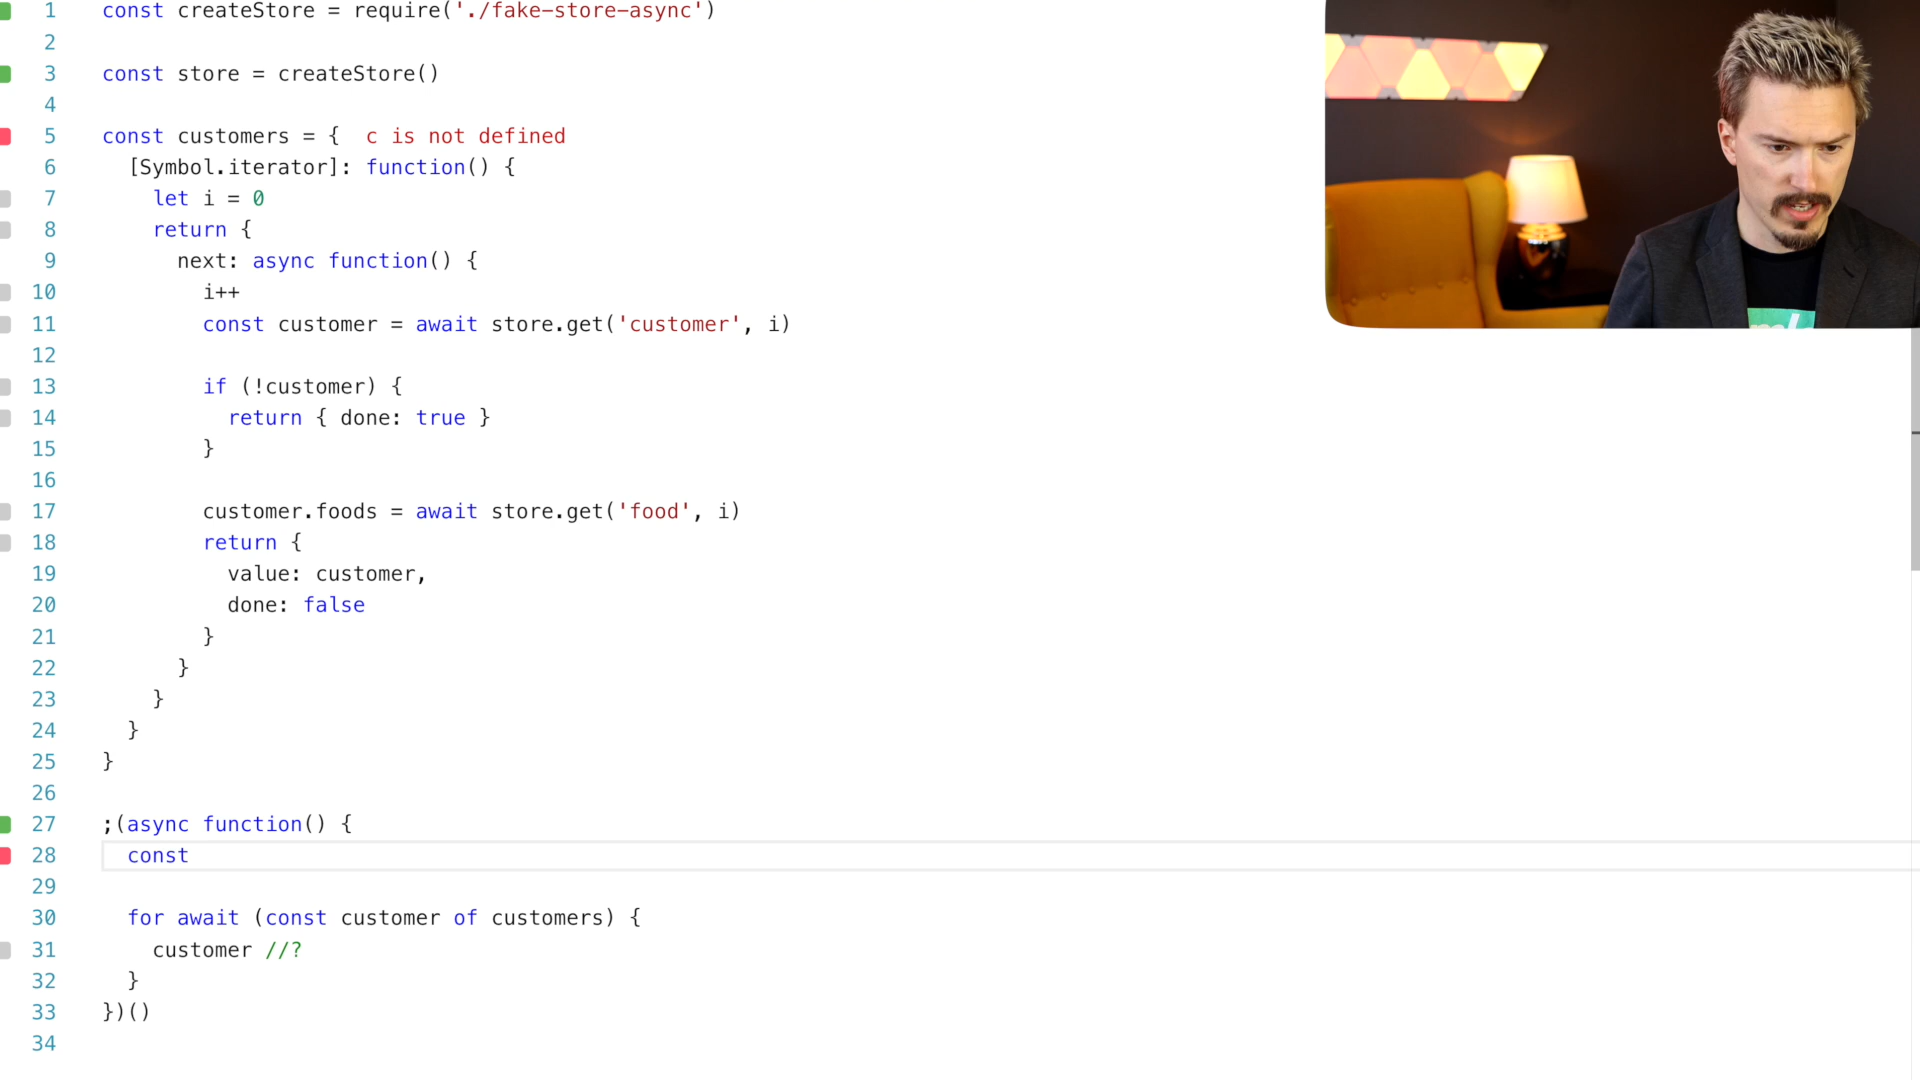 1 const createStore = require('./fake-store-async')
2
3 const store = createStore()
4
5 const customers = { c is not defined
6 [Symbol.iterator]: function() {
7 let i = 0
8 return {
9 next: async function() {
10 i++
11 const customer = await store.get('customer', i)
12
13 if (!customer) {
14 return { done: true }
15 }
16
17 customer.foods = await store.get('food', i)
18 return {
19 value: customer,
20 done: false
21 }
22 }
23 }
24 }
25 }
26
27 ;(async function() {
28 const
29
30 for await (const customer of customers) {
31 customer //?
32 }
33 })()
34